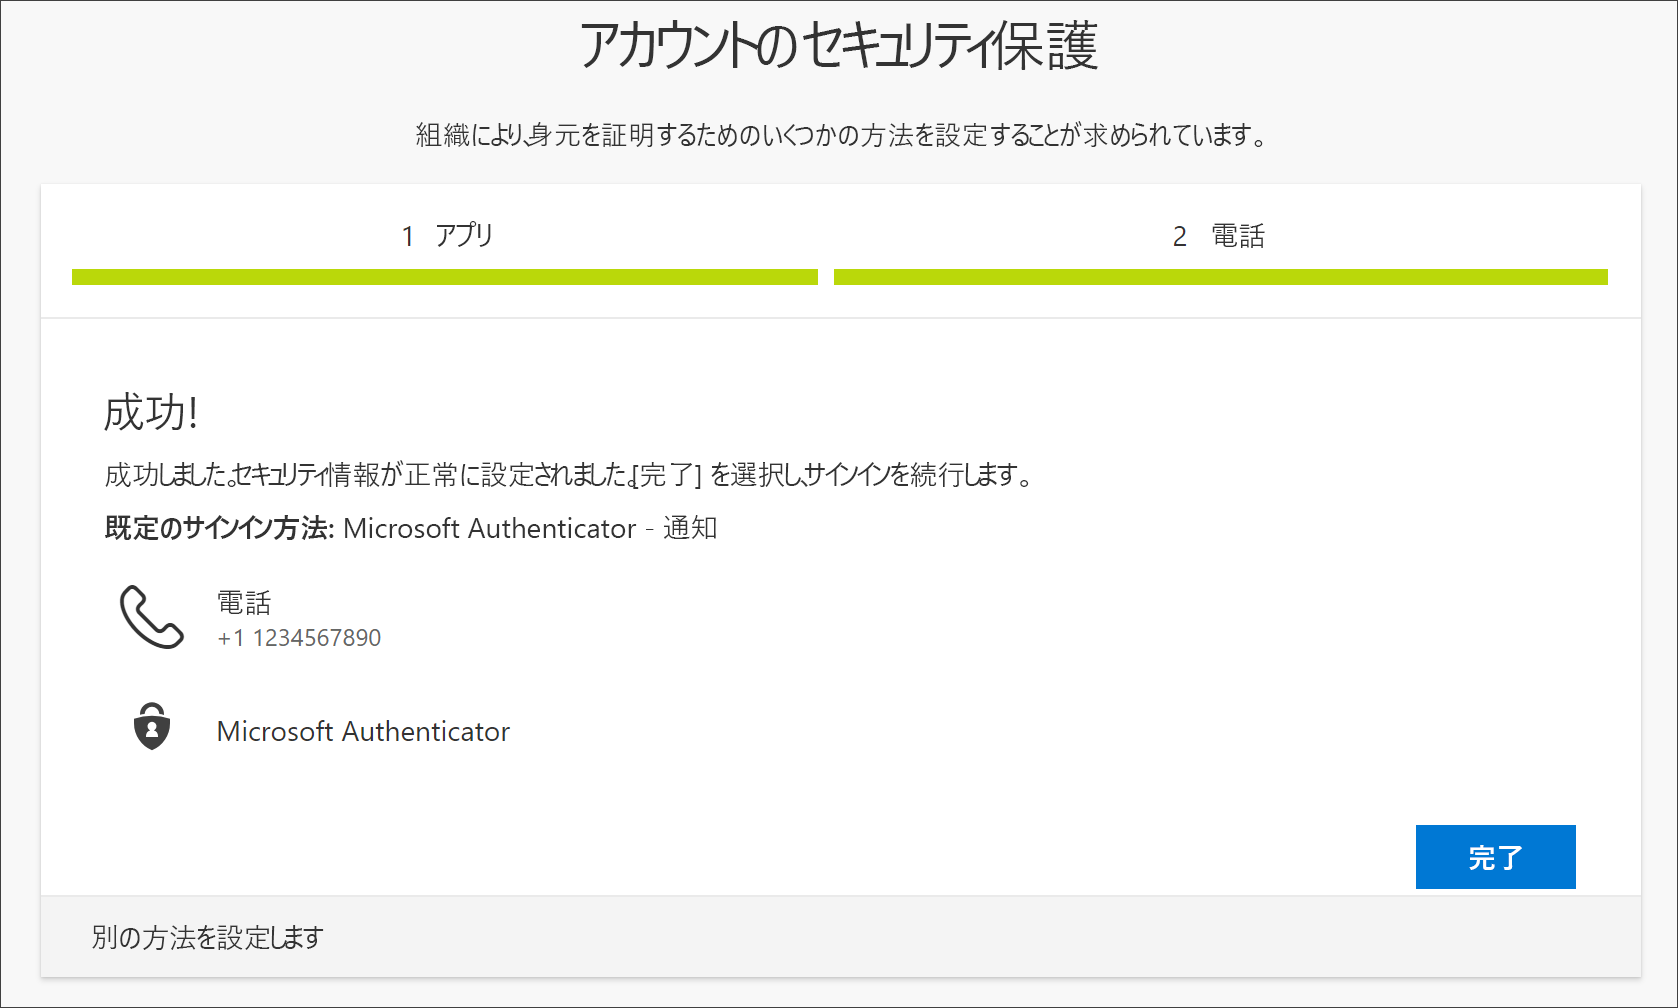 アカウントのセキュリティ保護
組織により、身元を証明するためのいくつかの方法を設定することが求められています。
1 アプリ
2 電話
成功!
成功しました。セキュリティ情報が正常に設定されました。[完了] を選択し、サインインを続行します。
既定のサインイン方法: Microsoft Authenticator - 通知
電話
+1 1234567890
Microsoft Authenticator
完了
別の方法を設定します